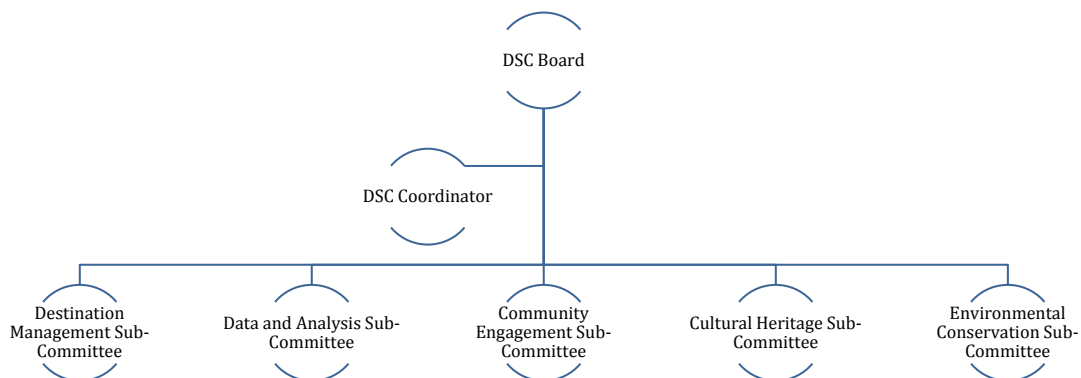 DSC Board
DSC Coordinator
Destination
Management Sub-
Committee
Data and Analysis Sub-
Committee
Community
Engagement Sub-
Committee
Cultural Heritage Sub-
Committee
Environmental
Conservation Sub-
Committee